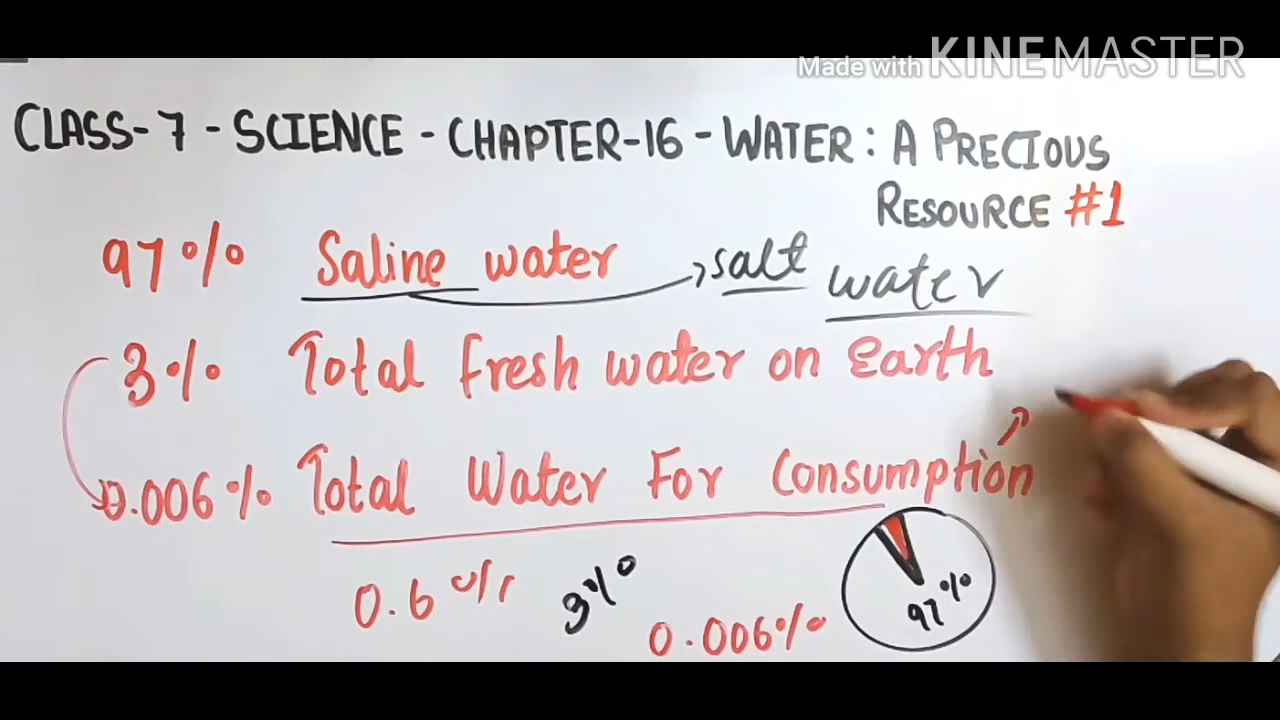 Made with KINEMASTER
CLASS-7-SCIENCE-CHAPTER-16-WATER: A PRECIOUS
RESOURCE #1
97% Saline water salt water
3% Total fresh water on Earth
0.006% Total Water For Consumption
0.6 3% 0.006% 97%